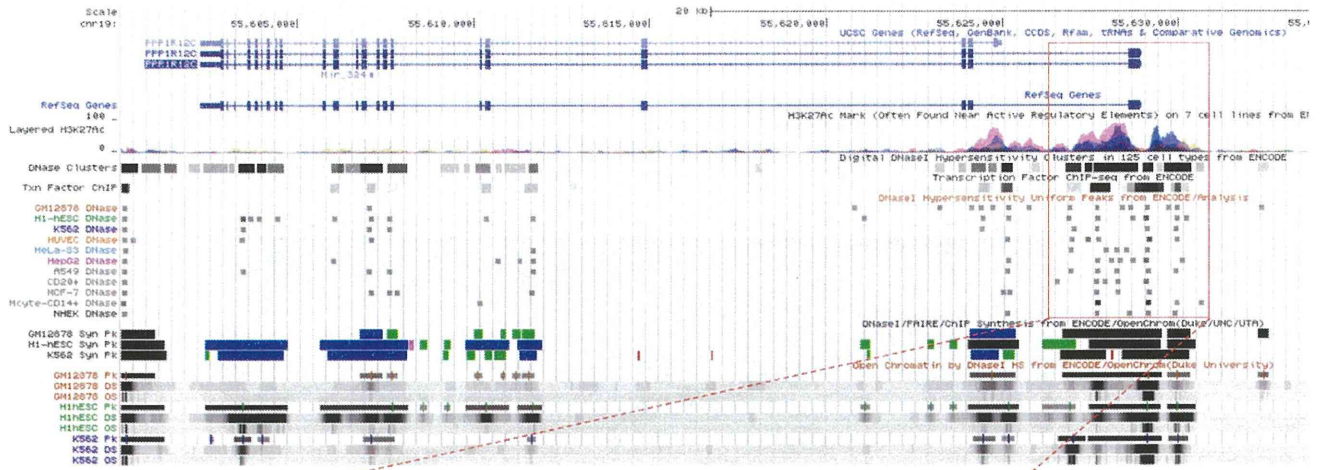 Scale 20 kb
chr19: 55,605,000 55,610,000 55,615,000 55,620,000 55,625,000 55,630,000
UCSC Genes (RefSeq, GenBank, CCDS, Rfam, tRNAs & Comparative Genomics)
PPP1R12C
PPP1R12C
PPP1R12C
Mir_324
RefSeq Genes
RefSeq Genes
100 _
H3K27Ac Mark (Often Found Near Active Regulatory Elements) on 7 cell lines from
Layered H3K27Ac
0 _
Digital DNaseI Hypersensitivity Clusters in 125 cell types from ENCODE
DNase Clusters
Transcription Factor ChIP-seq from ENCODE
Txn Factor ChIP
DNaseI Hypersensitivity Uniform Peaks from ENCODE/Analysis
GM12878 DNase
H1-hESC DNase
K562 DNase
HUVEC DNase
HeLa-S3 DNase
HepG2 DNase
A549 DNase
CD20+ DNase
MCF-7 DNase
Mcyte-CD14+ DNase
NHEK DNase
DNaseI/FAIRE/ChIP Synthesis from ENCODE/OpenChrom(Duke/UNC/UTA)
GM12878 Syn Pk
H1-hESC Syn Pk
K562 Syn Pk
Open Chromatin by DNaseI HS from ENCODE/OpenChrom(Duke University)
GM12878 Pk
GM12878 DS
GM12878 OS
H1hESC Pk
H1hESC DS
H1hESC OS
K562 Pk
K562 DS
K562 OS